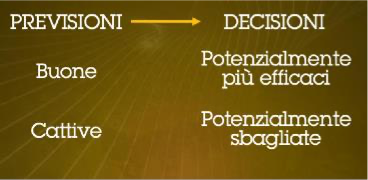 PREVISIONI DECISIONI
Buone
Potenzialmente
più efficaci
Cattive
Potenzialmente
sbagliate